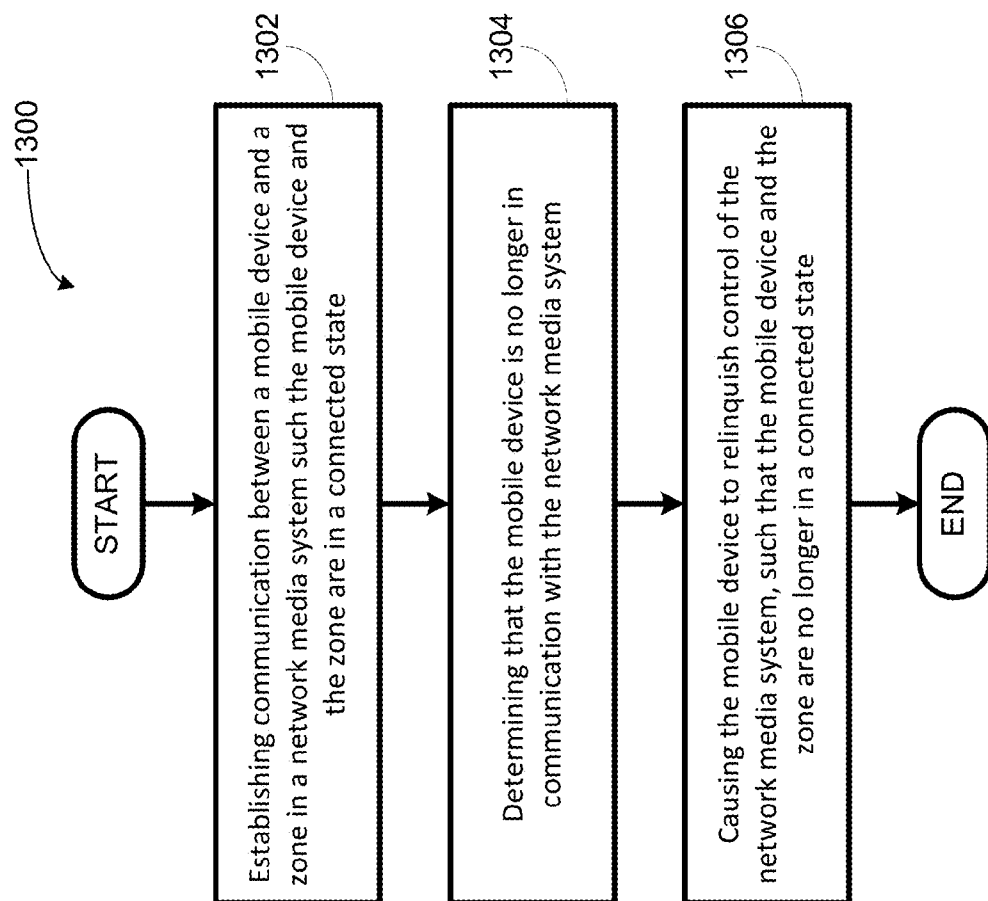 1300
START
Establishing communication between a mobile device and a
zone in a network media system such the mobile device and
the zone are in a connected state
1302
Determining that the mobile device is no longer in
communication with the network media system
1304
Causing the mobile device to relinquish control of the
network media system, such that the mobile device and the
zone are no longer in a connected state
1306
END